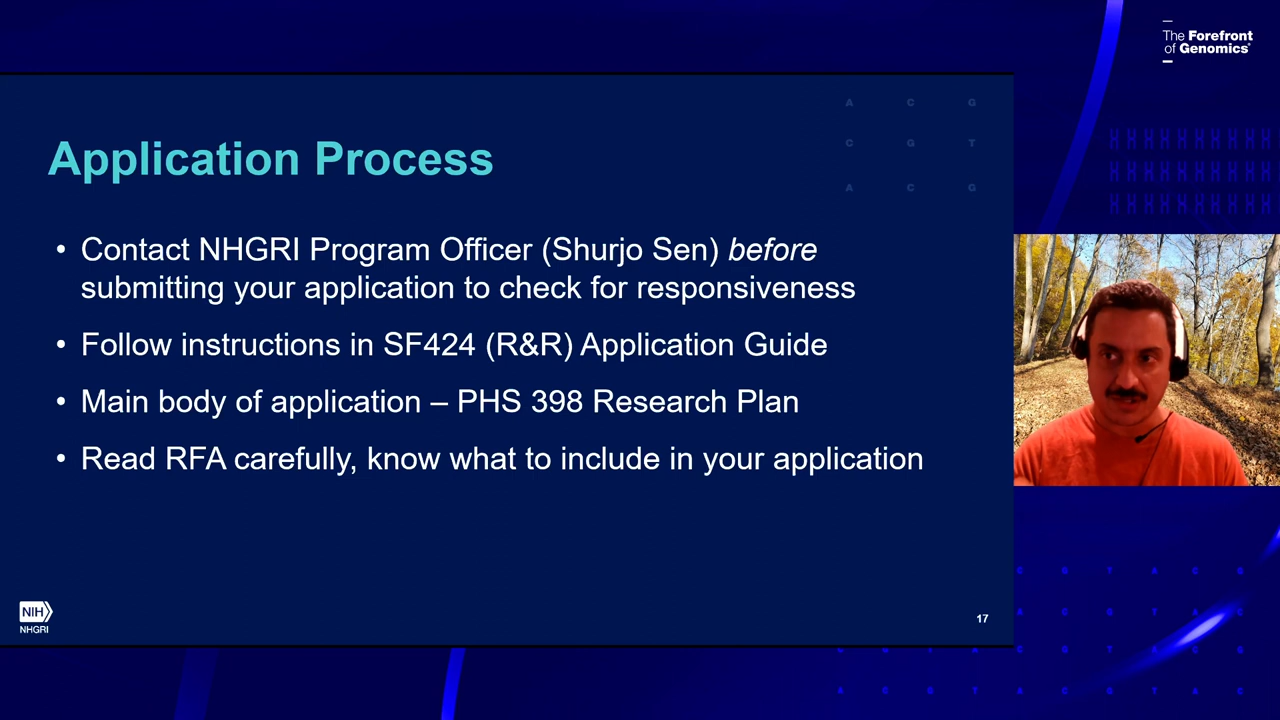 The Forefront
of Genomics®
A C G
C G T
A C G
Application Process
• Contact NHGRI Program Officer (Shurjo Sen) before
submitting your application to check for responsiveness
• Follow instructions in SF424 (R&R) Application Guide
• Main body of application – PHS 398 Research Plan
• Read RFA carefully, know what to include in your application
NIH
NHGRI
17